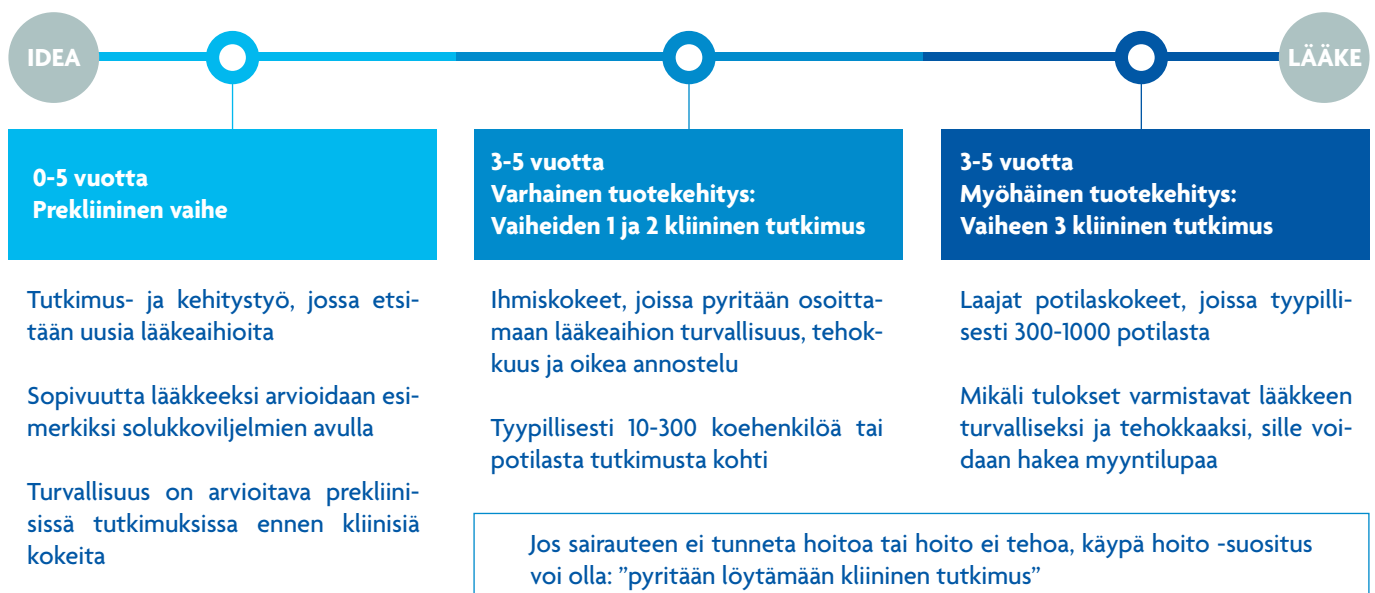 IDEA
LÄÄKE
0-5 vuotta
Prekliininen vaihe
Tutkimus- ja kehitystyö, jossa etsi-
tään uusia lääkeaihioita
Sopivuutta lääkkeeksi arvioidaan esi-
merkiksi solukkoviljelmien avulla
Turvallisuus on arvioitava prekliini-
sissä tutkimuksissa ennen kliinisiä
kokeita
3-5 vuotta
Varhainen tuotekehitys:
Vaiheiden 1 ja 2 kliininen tutkimus
Ihmiskokeet, joissa pyritään osoitta-
maan lääkeaihion turvallisuus, tehok-
kuus ja oikea annostelu
Tyypillisesti 10-300 koehenkilöä tai
potilasta tutkimusta kohti
3-5 vuotta
Myöhäinen tuotekehitys:
Vaiheen 3 kliininen tutkimus
Laajat potilaskokeet, joissa tyypilli-
sesti 300-1000 potilasta
Mikäli tulokset varmistavat lääkkeen
turvalliseksi ja tehokkaaksi, sille voi-
daan hakea myyntilupaa
Jos sairauteen ei tunneta hoitoa tai hoito ei tehoa, käypä hoito -suositus
voi olla: ”pyritään löytämään kliininen tutkimus”